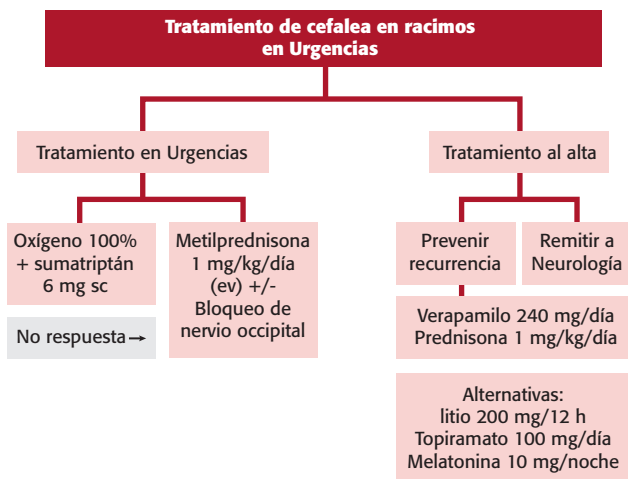 Tratamiento de cefalea en racimos
en Urgencias
Tratamiento en Urgencias
Tratamiento al alta
Oxígeno 100%
+ sumatriptán
6 mg sc
No respuesta →
Metilprednisona
1 mg/kg/día
(ev) +/-
Bloqueo de
nervio occipital
Prevenir
recurrencia
Remitir a
Neurología
Verapamilo 240 mg/día
Prednisona 1 mg/kg/día
Alternativas:
litio 200 mg/12 h
Topiramato 100 mg/día
Melatonina 10 mg/noche